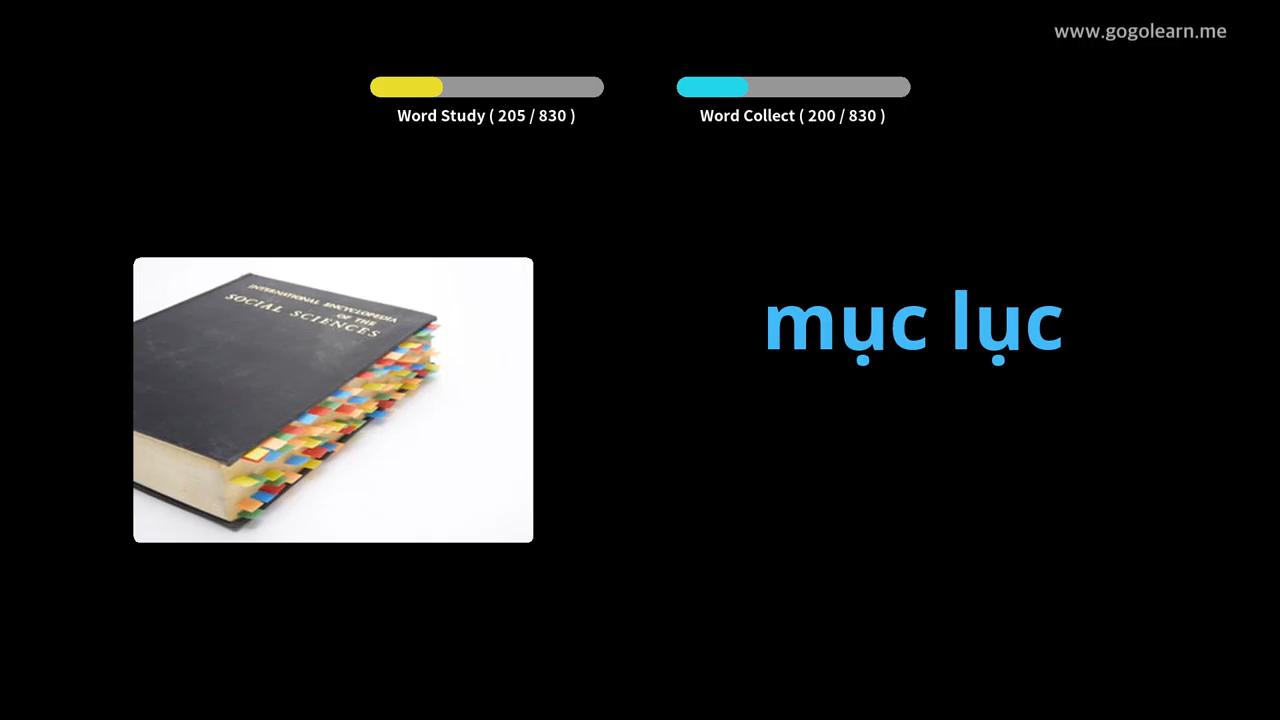 www.gogolearn.me
Word Study ( 205 / 830 )
Word Collect ( 200 / 830 )
INTERNATIONAL ENCYCLOPEDIA
OF THE
SOCIAL SCIENCES
mục lục